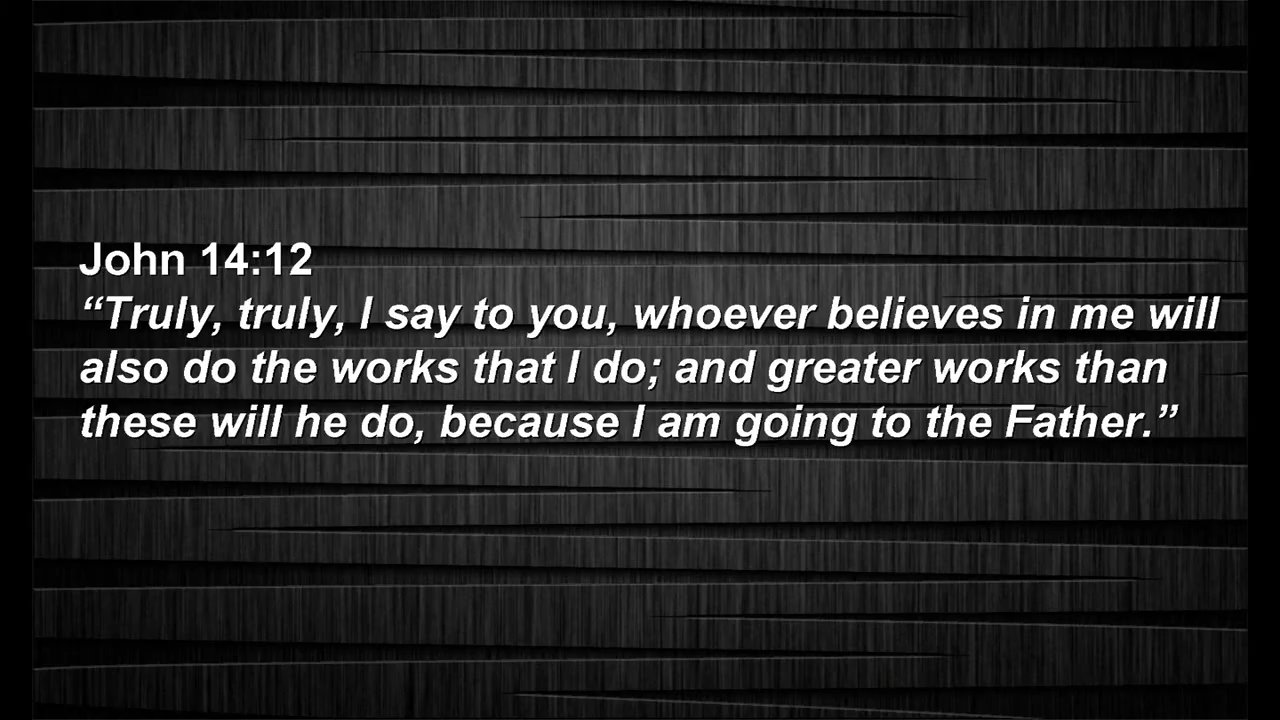 John 14:12
“Truly, truly, I say to you, whoever believes in me will
also do the works that I do; and greater works than
these will he do, because I am going to the Father.”